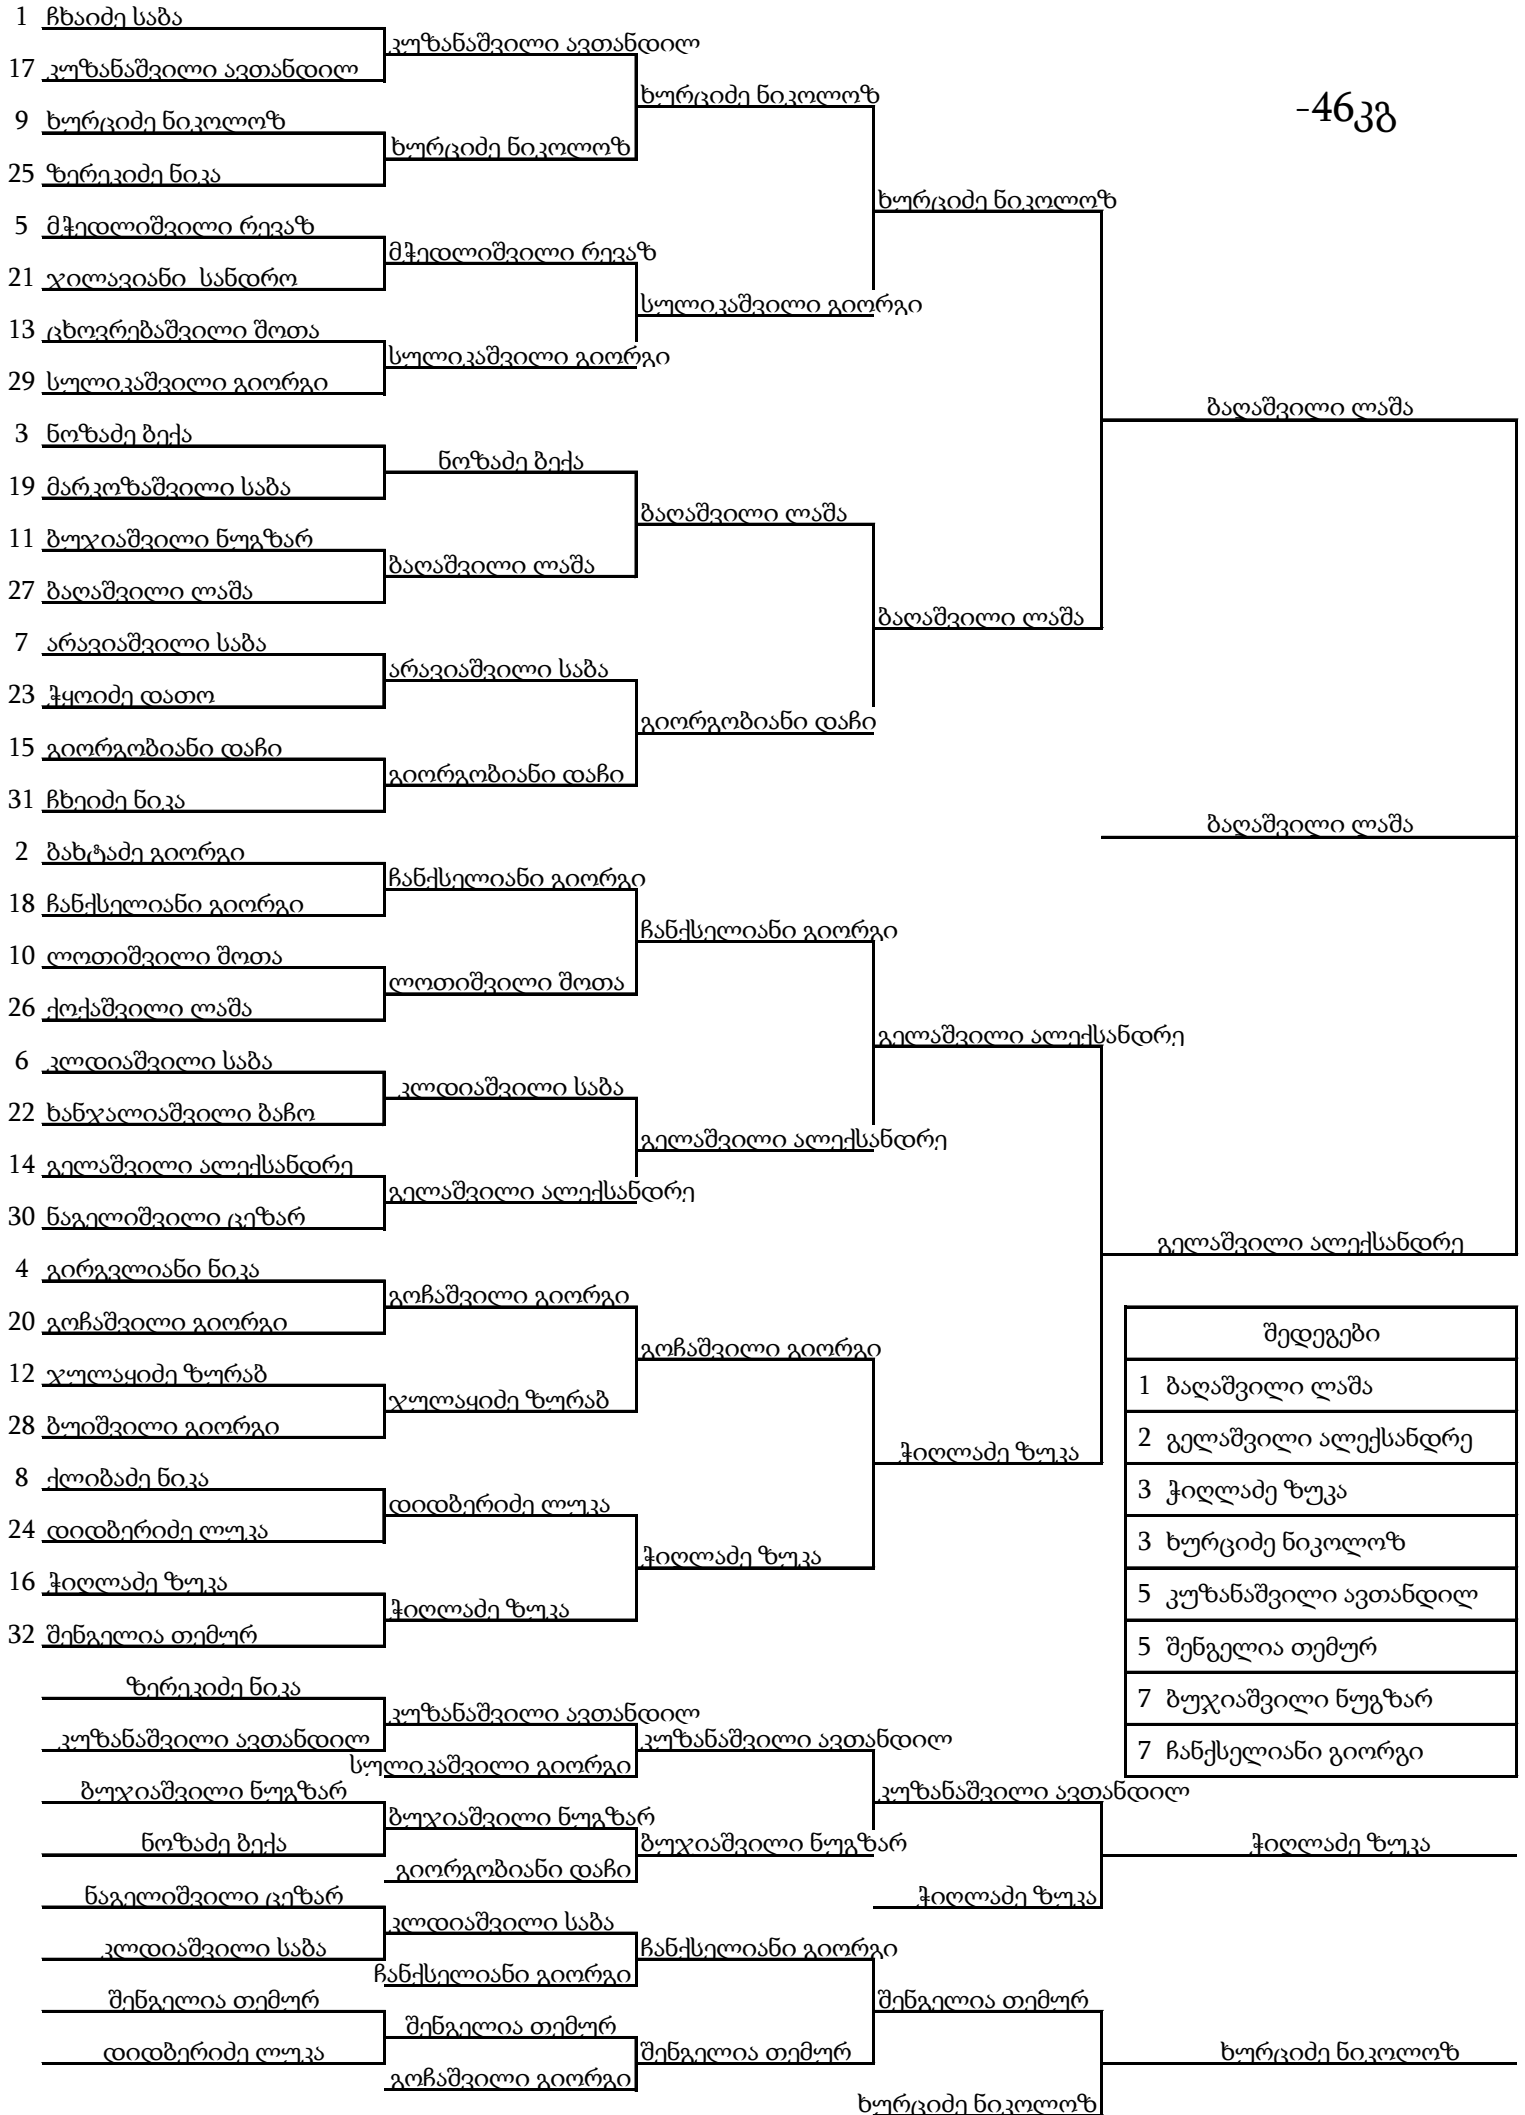 1 ჩხაიძე საბა
კუზანაშვილი ავთანდილ
17 კუზანაშვილი ავთანდილ
ხურციძე ნიკოლოზ
-46კგ
9 ხურციძე ნიკოლოზ
ხურციძე ნიკოლოზ
25 ზერეკიძე ნიკა
ხურციძე ნიკოლოზ
5 მჭედლიშვილი რევაზ
მჭედლიშვილი რევაზ
21 ჯილავიანი სანდრო
სულიკაშვილი გიორგი
13 ცხოვრებაშვილი შოთა
სულიკაშვილი გიორგი
29 სულიკაშვილი გიორგი
ბაღაშვილი ლაშა
3 ნოზაძე ბექა
ნოზაძე ბექა
19 მარკოზაშვილი საბა
ბაღაშვილი ლაშა
11 ბუჯიაშვილი ნუგზარ
ბაღაშვილი ლაშა
27 ბაღაშვილი ლაშა
ბაღაშვილი ლაშა
7 არავიაშვილი საბა
არავიაშვილი საბა
23 ჭყოიძე დათო
გიორგობიანი დაჩი
15 გიორგობიანი დაჩი
გიორგობიანი დაჩი
31 ჩხეიძე ნიკა
ბაღაშვილი ლაშა
2 ბახტაძე გიორგი
ჩანქსელიანი გიორგი
18 ჩანქსელიანი გიორგი
ჩანქსელიანი გიორგი
10 ლოთიშვილი შოთა
ლოთიშვილი შოთა
26 ქოქაშვილი ლაშა
გელაშვილი ალექსანდრე
6 კლდიაშვილი საბა
კლდიაშვილი საბა
22 ხანჯალიაშვილი ბაჩო
გელაშვილი ალექსანდრე
14 გელაშვილი ალექსანდრე
გელაშვილი ალექსანდრე
30 ნაგელიშვილი ცეზარ
გელაშვილი ალექსანდრე
4 გირგვლიანი ნიკა
გოჩაშვილი გიორგი
20 გოჩაშვილი გიორგი
შედეგები
გოჩაშვილი გიორგი
12 ჯულაყიძე ზურაბ
1 ბაღაშვილი ლაშა
ჯულაყიძე ზურაბ
28 ბუიშვილი გიორგი
2 გელაშვილი ალექსანდრე
ჭიღლაძე ზუკა
8 ქლიბაძე ნიკა
3 ჭიღლაძე ზუკა
დიდბერიძე ლუკა
24 დიდბერიძე ლუკა
3 ხურციძე ნიკოლოზ
ჭიღლაძე ზუკა
16 ჭიღლაძე ზუკა
5 კუზანაშვილი ავთანდილ
ჭიღლაძე ზუკა
32 შენგელია თემურ
5 შენგელია თემურ
ზერეკიძე ნიკა
7 ბუჯიაშვილი ნუგზარ
კუზანაშვილი ავთანდილ
კუზანაშვილი ავთანდილ
კუზანაშვილი ავთანდილ
7 ჩანქსელიანი გიორგი
სულიკაშვილი გიორგი
ბუჯიაშვილი ნუგზარ
კუზანაშვილი ავთანდილ
ბუჯიაშვილი ნუგზარ
ნოზაძე ბექა
ბუჯიაშვილი ნუგზარ
ჭიღლაძე ზუკა
გიორგობიანი დაჩი
ნაგელიშვილი ცეზარ
ჭიღლაძე ზუკა
კლდიაშვილი საბა
კლდიაშვილი საბა
ჩანქსელიანი გიორგი
ჩანქსელიანი გიორგი
შენგელია თემურ
შენგელია თემურ
შენგელია თემურ
დიდბერიძე ლუკა
შენგელია თემურ
ხურციძე ნიკოლოზ
გოჩაშვილი გიორგი
ხურციძე ნიკოლოზ